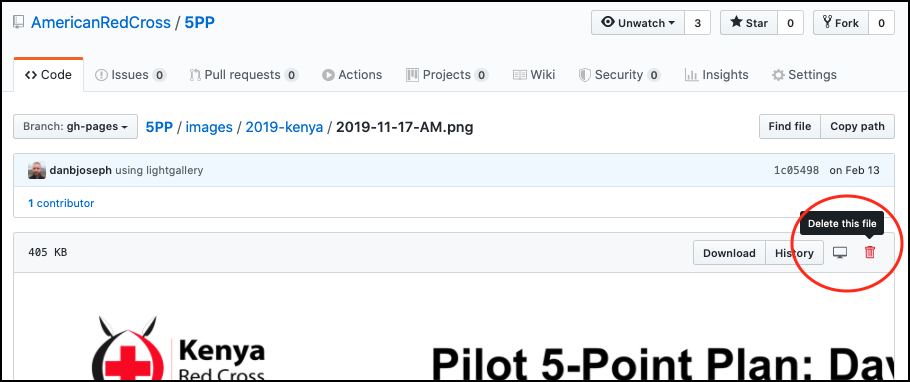 AmericanRedCross / 5PP
Unwatch 3 Star 0 Fork 0
Code Issues 0 Pull requests 0 Actions Projects 0 Wiki Security 0 Insights Settings
Branch: gh-pages 5PP / images / 2019-kenya / 2019-11-17-AM.png Find file Copy path
danbjoseph using lightgallery 1c05498 on Feb 13
1 contributor
Delete this file
405 KB Download History
Kenya
Red Cross
Pilot 5-Point Plan: